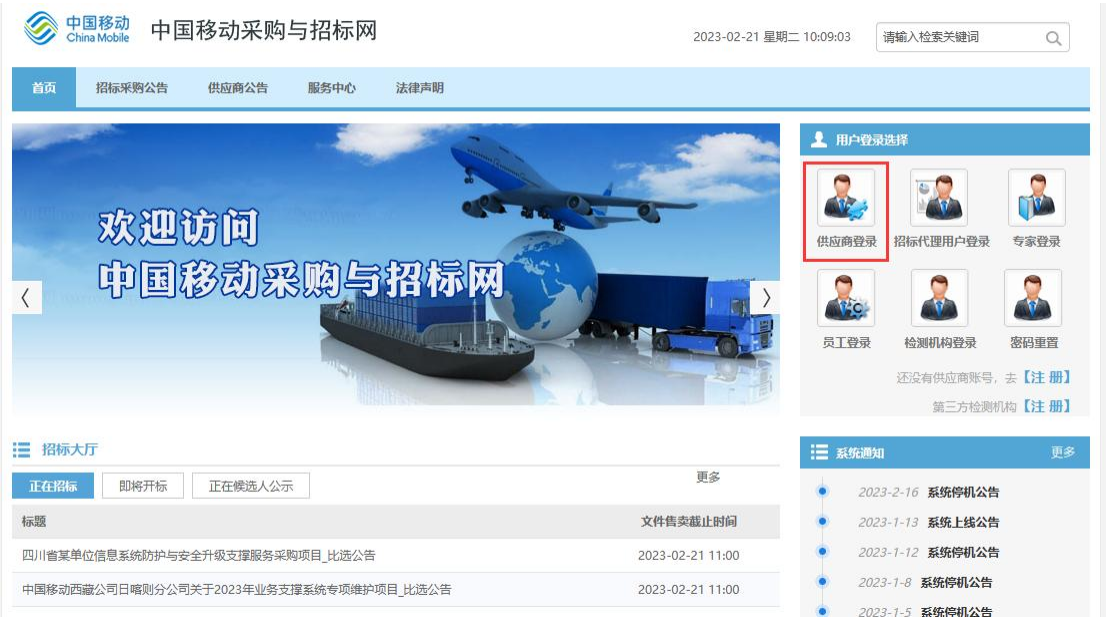 中国移动
China Mobile
中国移动采购与招标网
2023-02-21 星期二 10:09:03
请输入检索关键词
首页 招标采购公告 供应商公告 服务中心 法律声明
欢迎访问
中国移动采购与招标网
用户登录选择
供应商登录 招标代理用户登录 专家登录
员工登录 检测机构登录 密码重置
还没有供应商账号，去【注 册】
第三方检测机构【注 册】
招标大厅
正在招标 即将开标 正在候选人公示 更多
标题 文件售卖截止时间
四川省某单位信息系统防护与安全升级支撑服务采购项目_比选公告 2023-02-21 11:00
中国移动西藏公司日喀则分公司关于2023年业务支撑系统专项维护项目_比选公告 2023-02-21 11:00
系统通知 更多
2023-2-16 系统停机公告
2023-1-13 系统上线公告
2023-1-12 系统停机公告
2023-1-8 系统停机公告
2023-1-5 系统停机公告